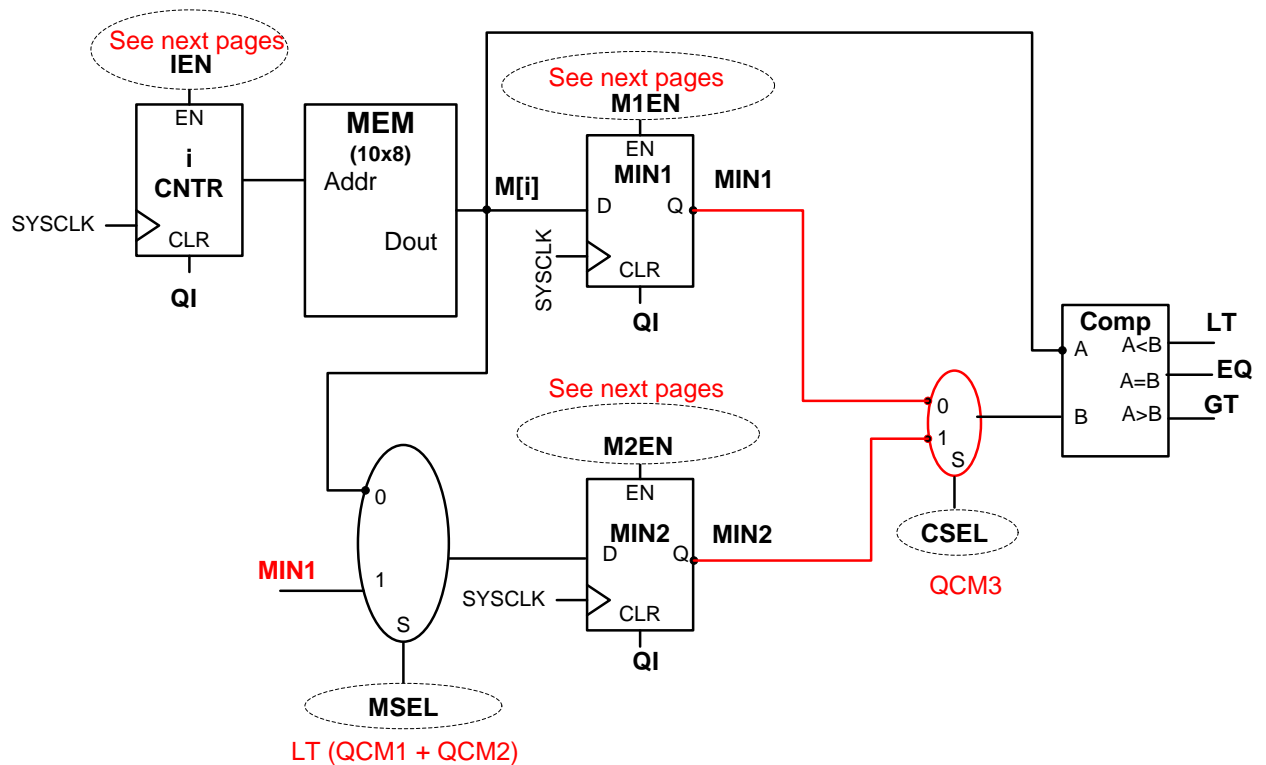 See next pages
IEN
EN
i
CNTR
SYSCLK
CLR
QI
MEM
(10x8)
Addr
Dout
M[i]
See next pages
M1EN
EN
MIN1
D
Q
SYSCLK
CLR
QI
MIN1
Comp
A
A<B
A=B
A>B
B
LT
EQ
GT
0
1
S
CSEL
QCM3
See next pages
M2EN
EN
MIN2
D
Q
SYSCLK
CLR
QI
MIN2
0
MIN1
1
S
MSEL
LT (QCM1 + QCM2)